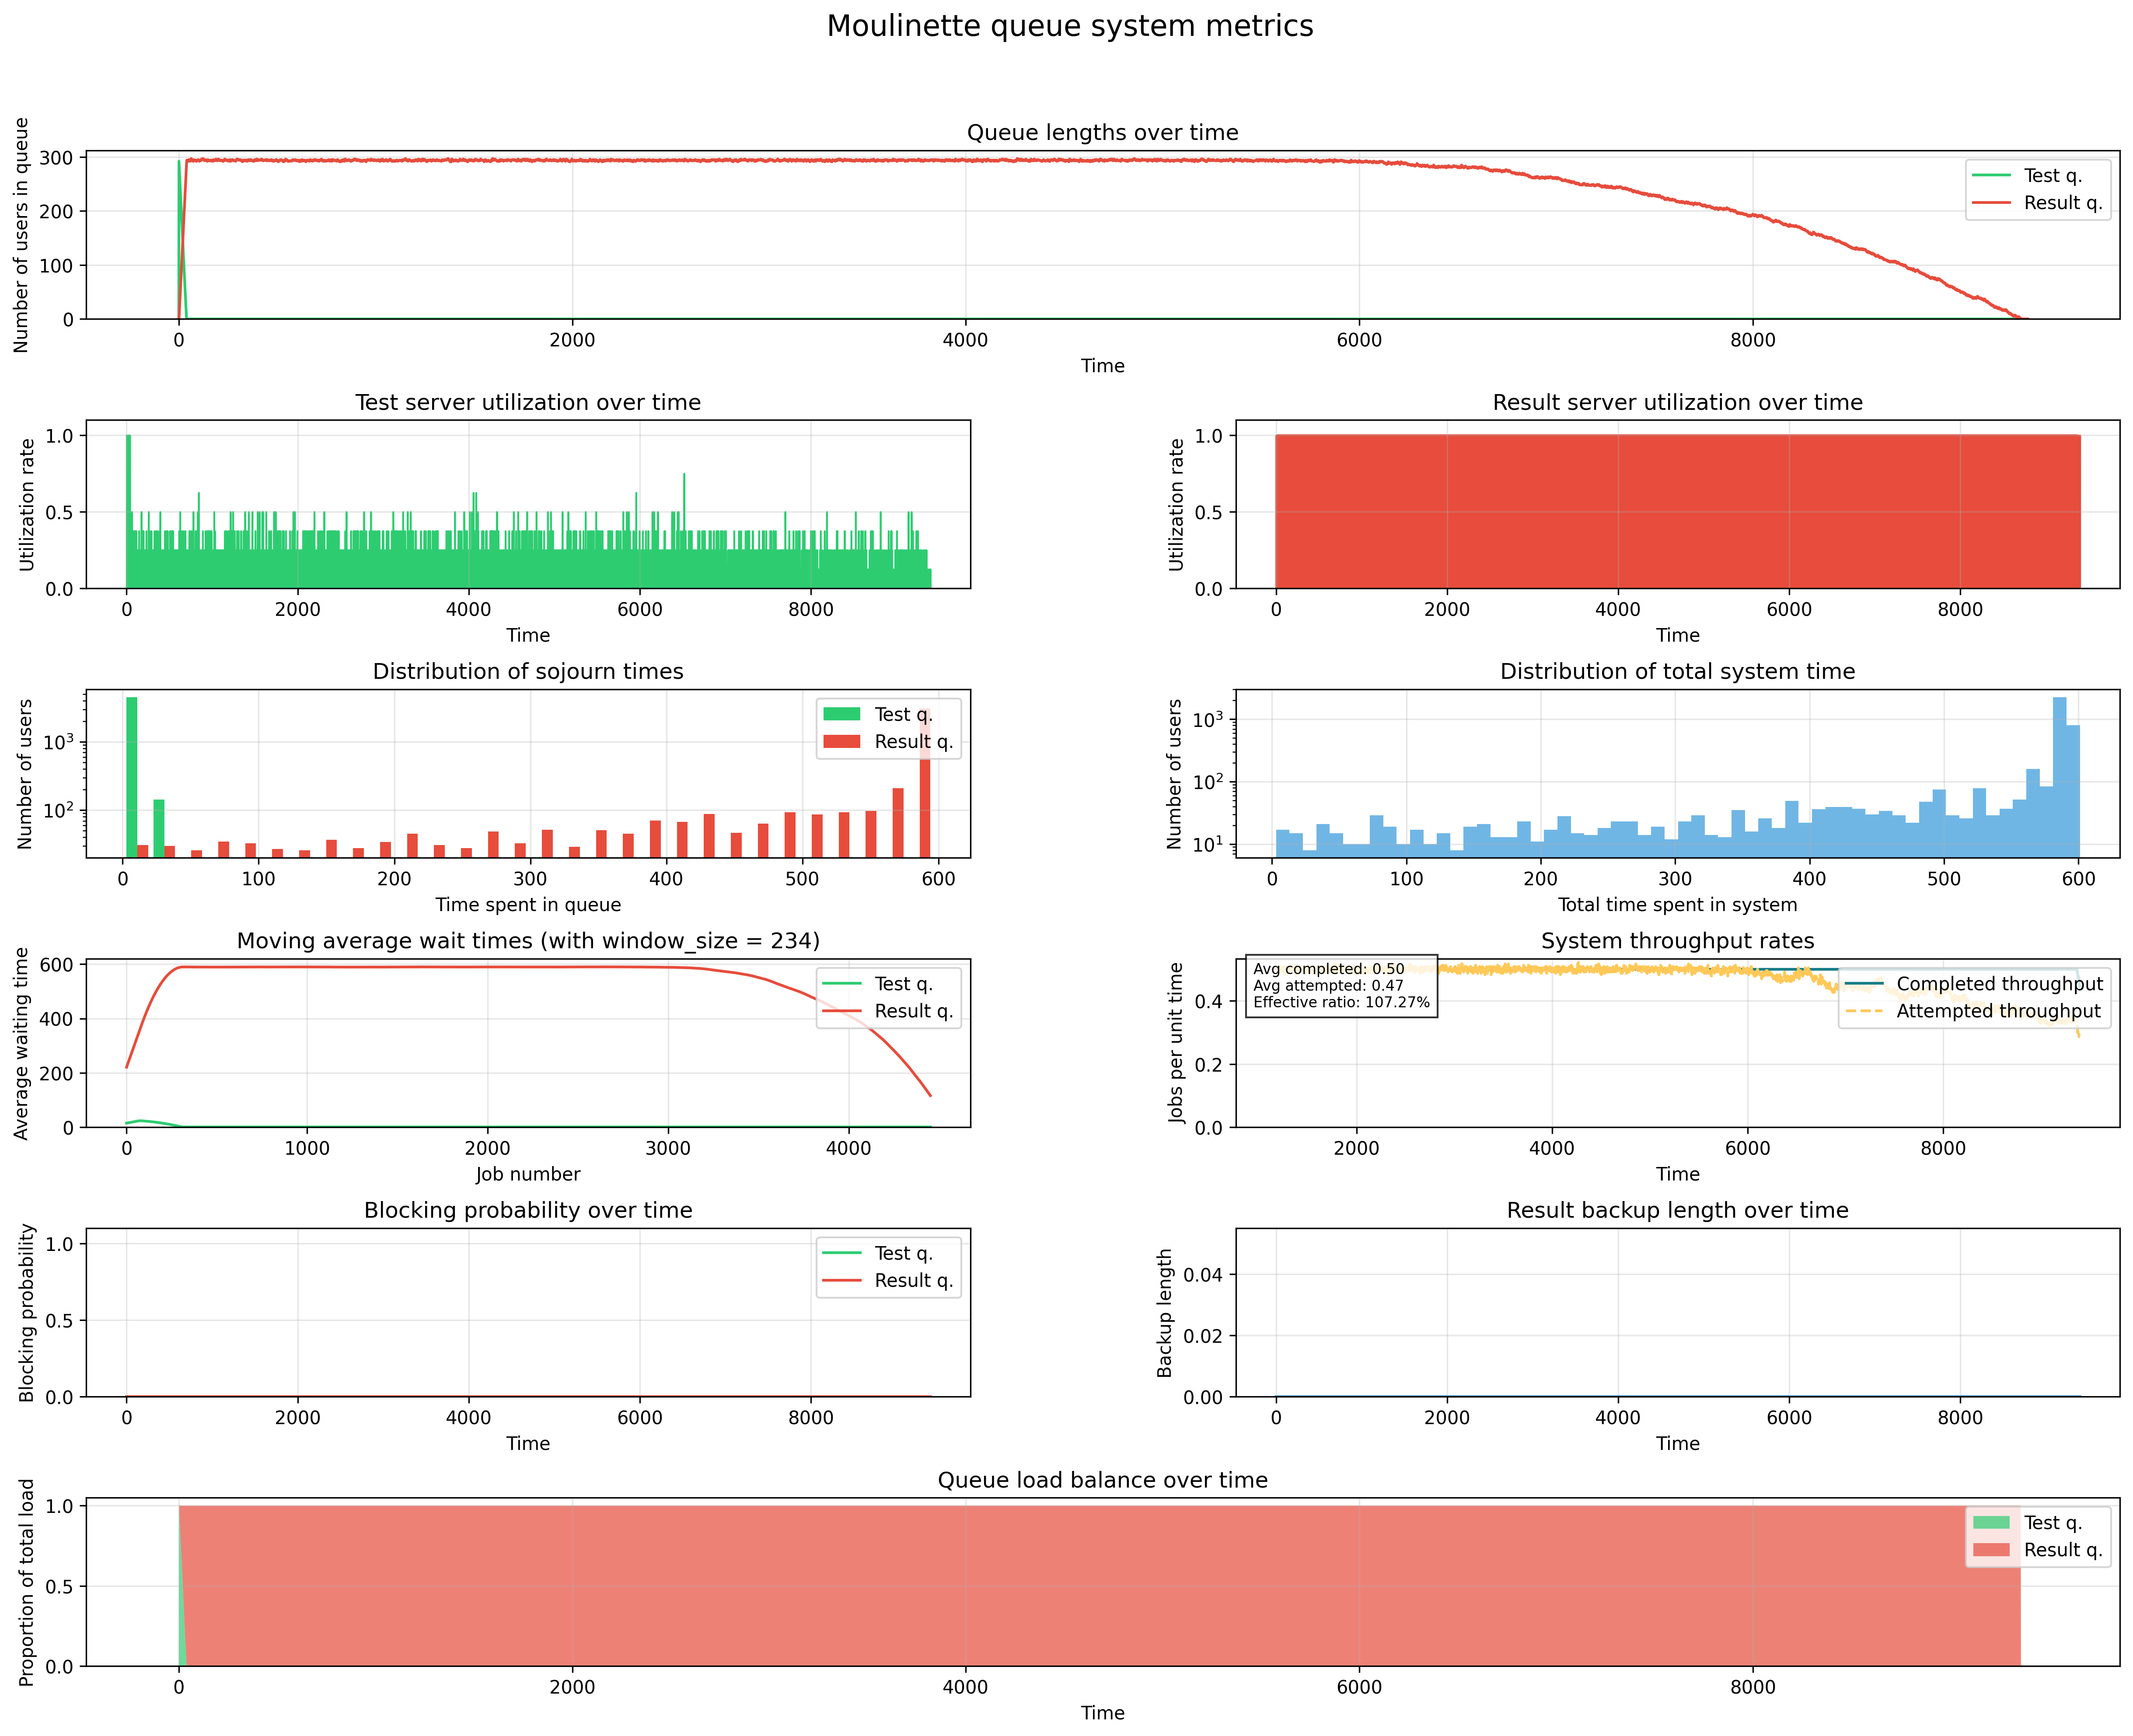 Moulinette queue system metrics
Queue lengths over time
Number of users in queue
300
200
100
0
Test q.
Result q.
0 2000 4000 6000 8000
Time
Test server utilization over time
Utilization rate
1.0
0.5
0.0
0 2000 4000 6000 8000
Time
Result server utilization over time
Utilization rate
1.0
0.5
0.0
0 2000 4000 6000 8000
Time
Distribution of sojourn times
Number of users
10³
10²
Test q.
Result q.
0 100 200 300 400 500 600
Time spent in queue
Distribution of total system time
Number of users
10³
10²
10¹
0 100 200 300 400 500 600
Total time spent in system
Moving average wait times (with window_size = 234)
Average waiting time
600
400
200
0
Test q.
Result q.
0 1000 2000 3000 4000
Job number
System throughput rates
Jobs per unit time
0.4
0.2
0.0
Avg completed: 0.50
Avg attempted: 0.47
Effective ratio: 107.27%
Completed throughput
Attempted throughput
2000 4000 6000 8000
Time
Blocking probability over time
Blocking probability
1.0
0.5
0.0
Test q.
Result q.
0 2000 4000 6000 8000
Time
Result backup length over time
Backup length
0.04
0.02
0.00
0 2000 4000 6000 8000
Time
Queue load balance over time
Proportion of total load
1.0
0.5
0.0
Test q.
Result q.
0 2000 4000 6000 8000
Time